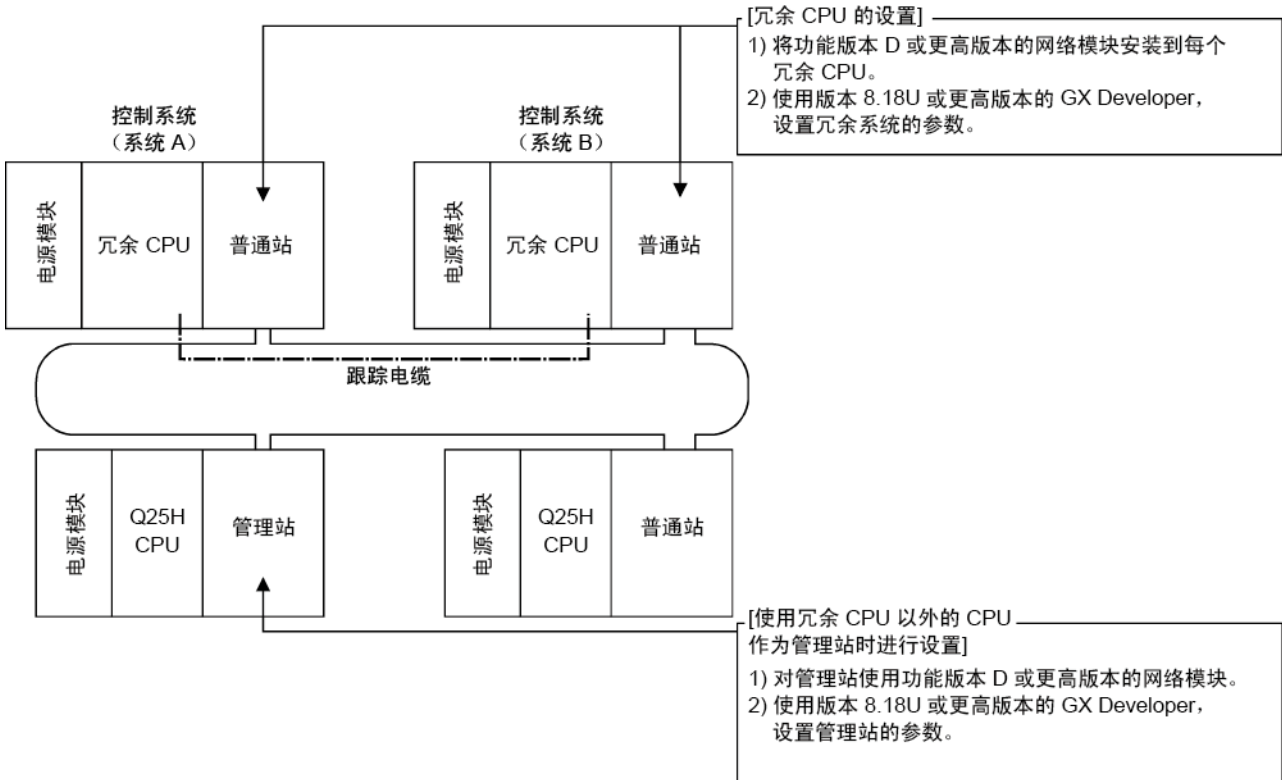 [冗余 CPU 的设置]
1) 将功能版本 D 或更高版本的网络模块安装到每个
冗余 CPU。
2) 使用版本 8.18U 或更高版本的 GX Developer，
设置冗余系统的参数。
控制系统
（系统 A）
控制系统
（系统 B）
电源模块
冗余 CPU
普通站
电源模块
冗余 CPU
普通站
跟踪电缆
电源模块
Q25H
CPU
管理站
电源模块
Q25H
CPU
普通站
[使用冗余 CPU 以外的 CPU
作为管理站时进行设置]
1) 对管理站使用功能版本 D 或更高版本的网络模块。
2) 使用版本 8.18U 或更高版本的 GX Developer，
设置管理站的参数。